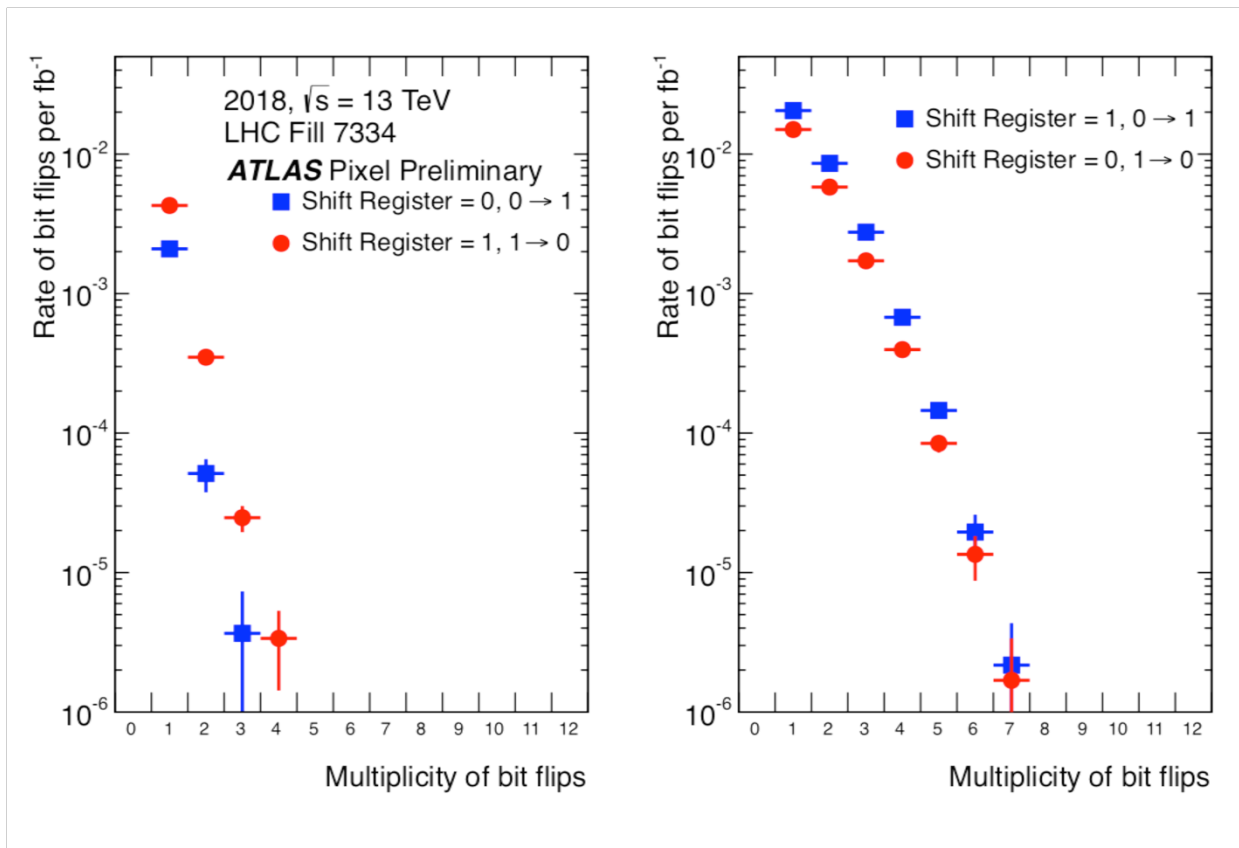 Rate of bit flips per fb⁻¹
10⁻²
10⁻³
10⁻⁴
10⁻⁵
10⁻⁶
2018, √s = 13 TeV
LHC Fill 7334
ATLAS Pixel Preliminary
Shift Register = 0, 0 → 1
Shift Register = 1, 1 → 0
0 1 2 3 4 5 6 7 8 9 10 11 12
Multiplicity of bit flips
Rate of bit flips per fb⁻¹
10⁻²
10⁻³
10⁻⁴
10⁻⁵
10⁻⁶
Shift Register = 1, 0 → 1
Shift Register = 0, 1 → 0
0 1 2 3 4 5 6 7 8 9 10 11 12
Multiplicity of bit flips